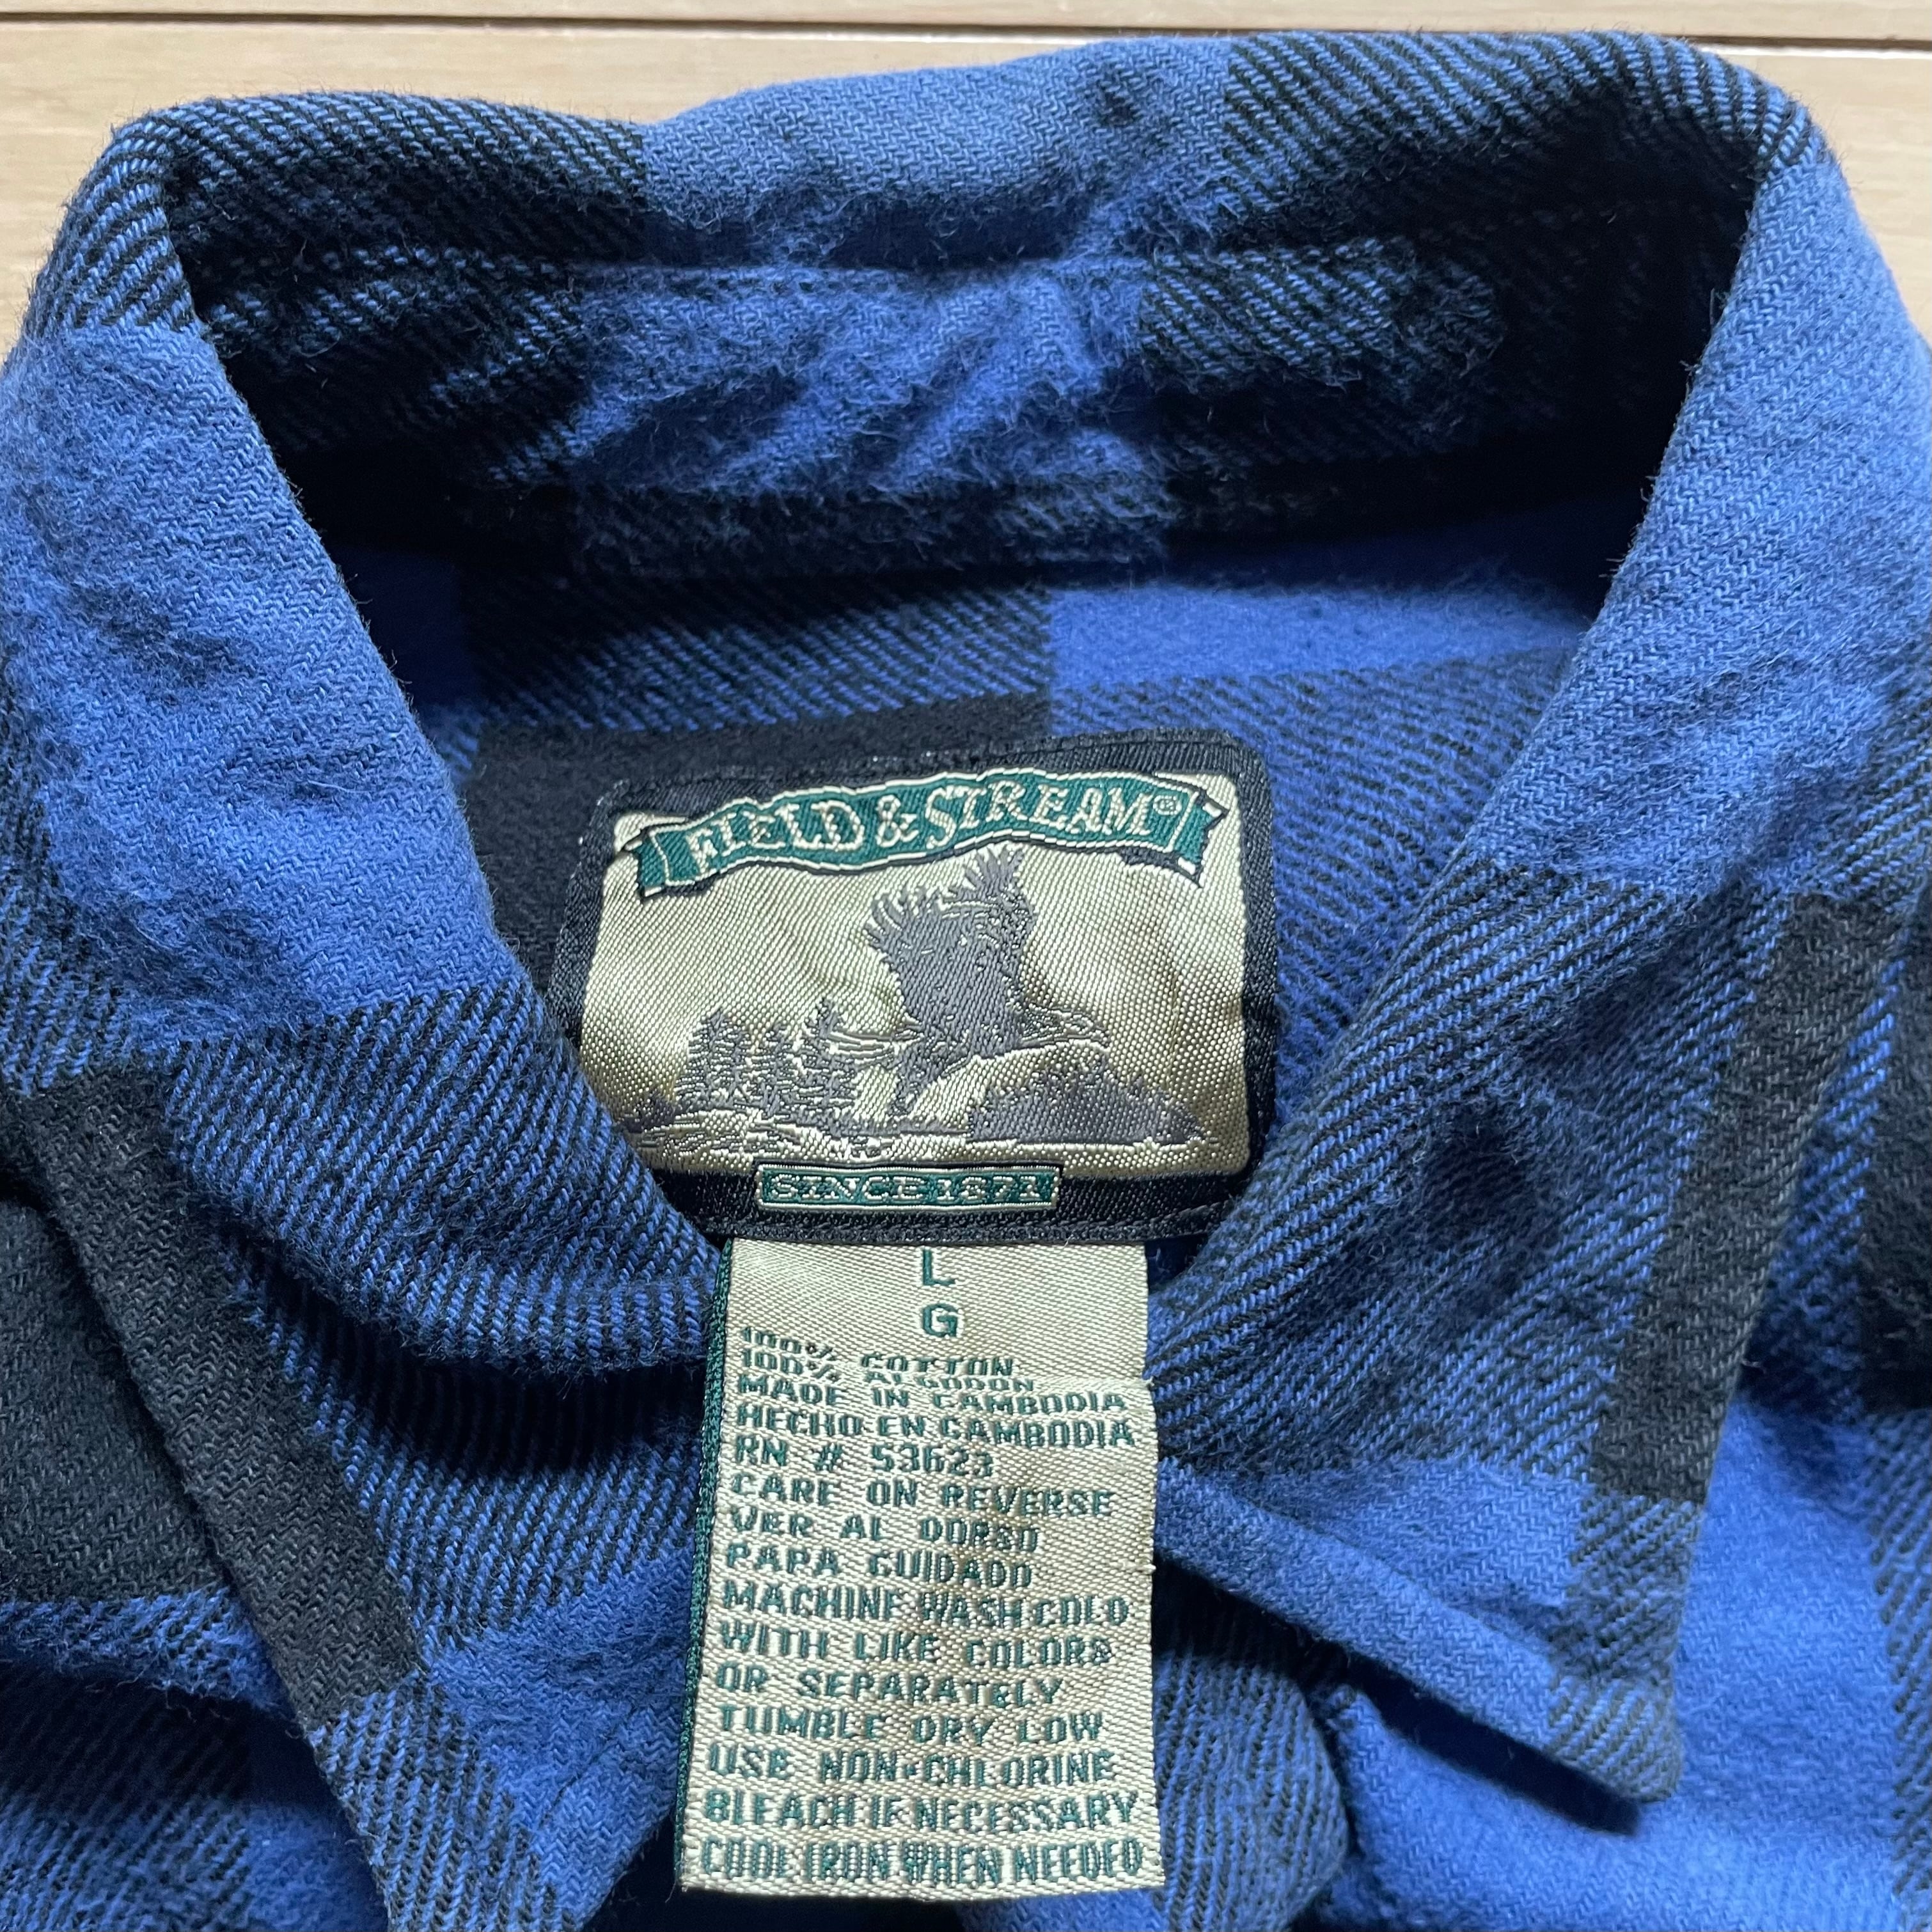 FIELD & STREAM®
SINCE 1871
L
G
100% COTTON
100% ALGODON
MADE IN CAMBODIA
HECHO EN CAMBODIA
RN # 53623
CARE ON REVERSE
VER AL DORSO
PARA CUIDADO
MACHINE WASH COLD
WITH LIKE COLORS
OR SEPARATELY
TUMBLE DRY LOW
USE NON-CHLORINE
BLEACH IF NECESSARY
COOL IRON WHEN NEEDED